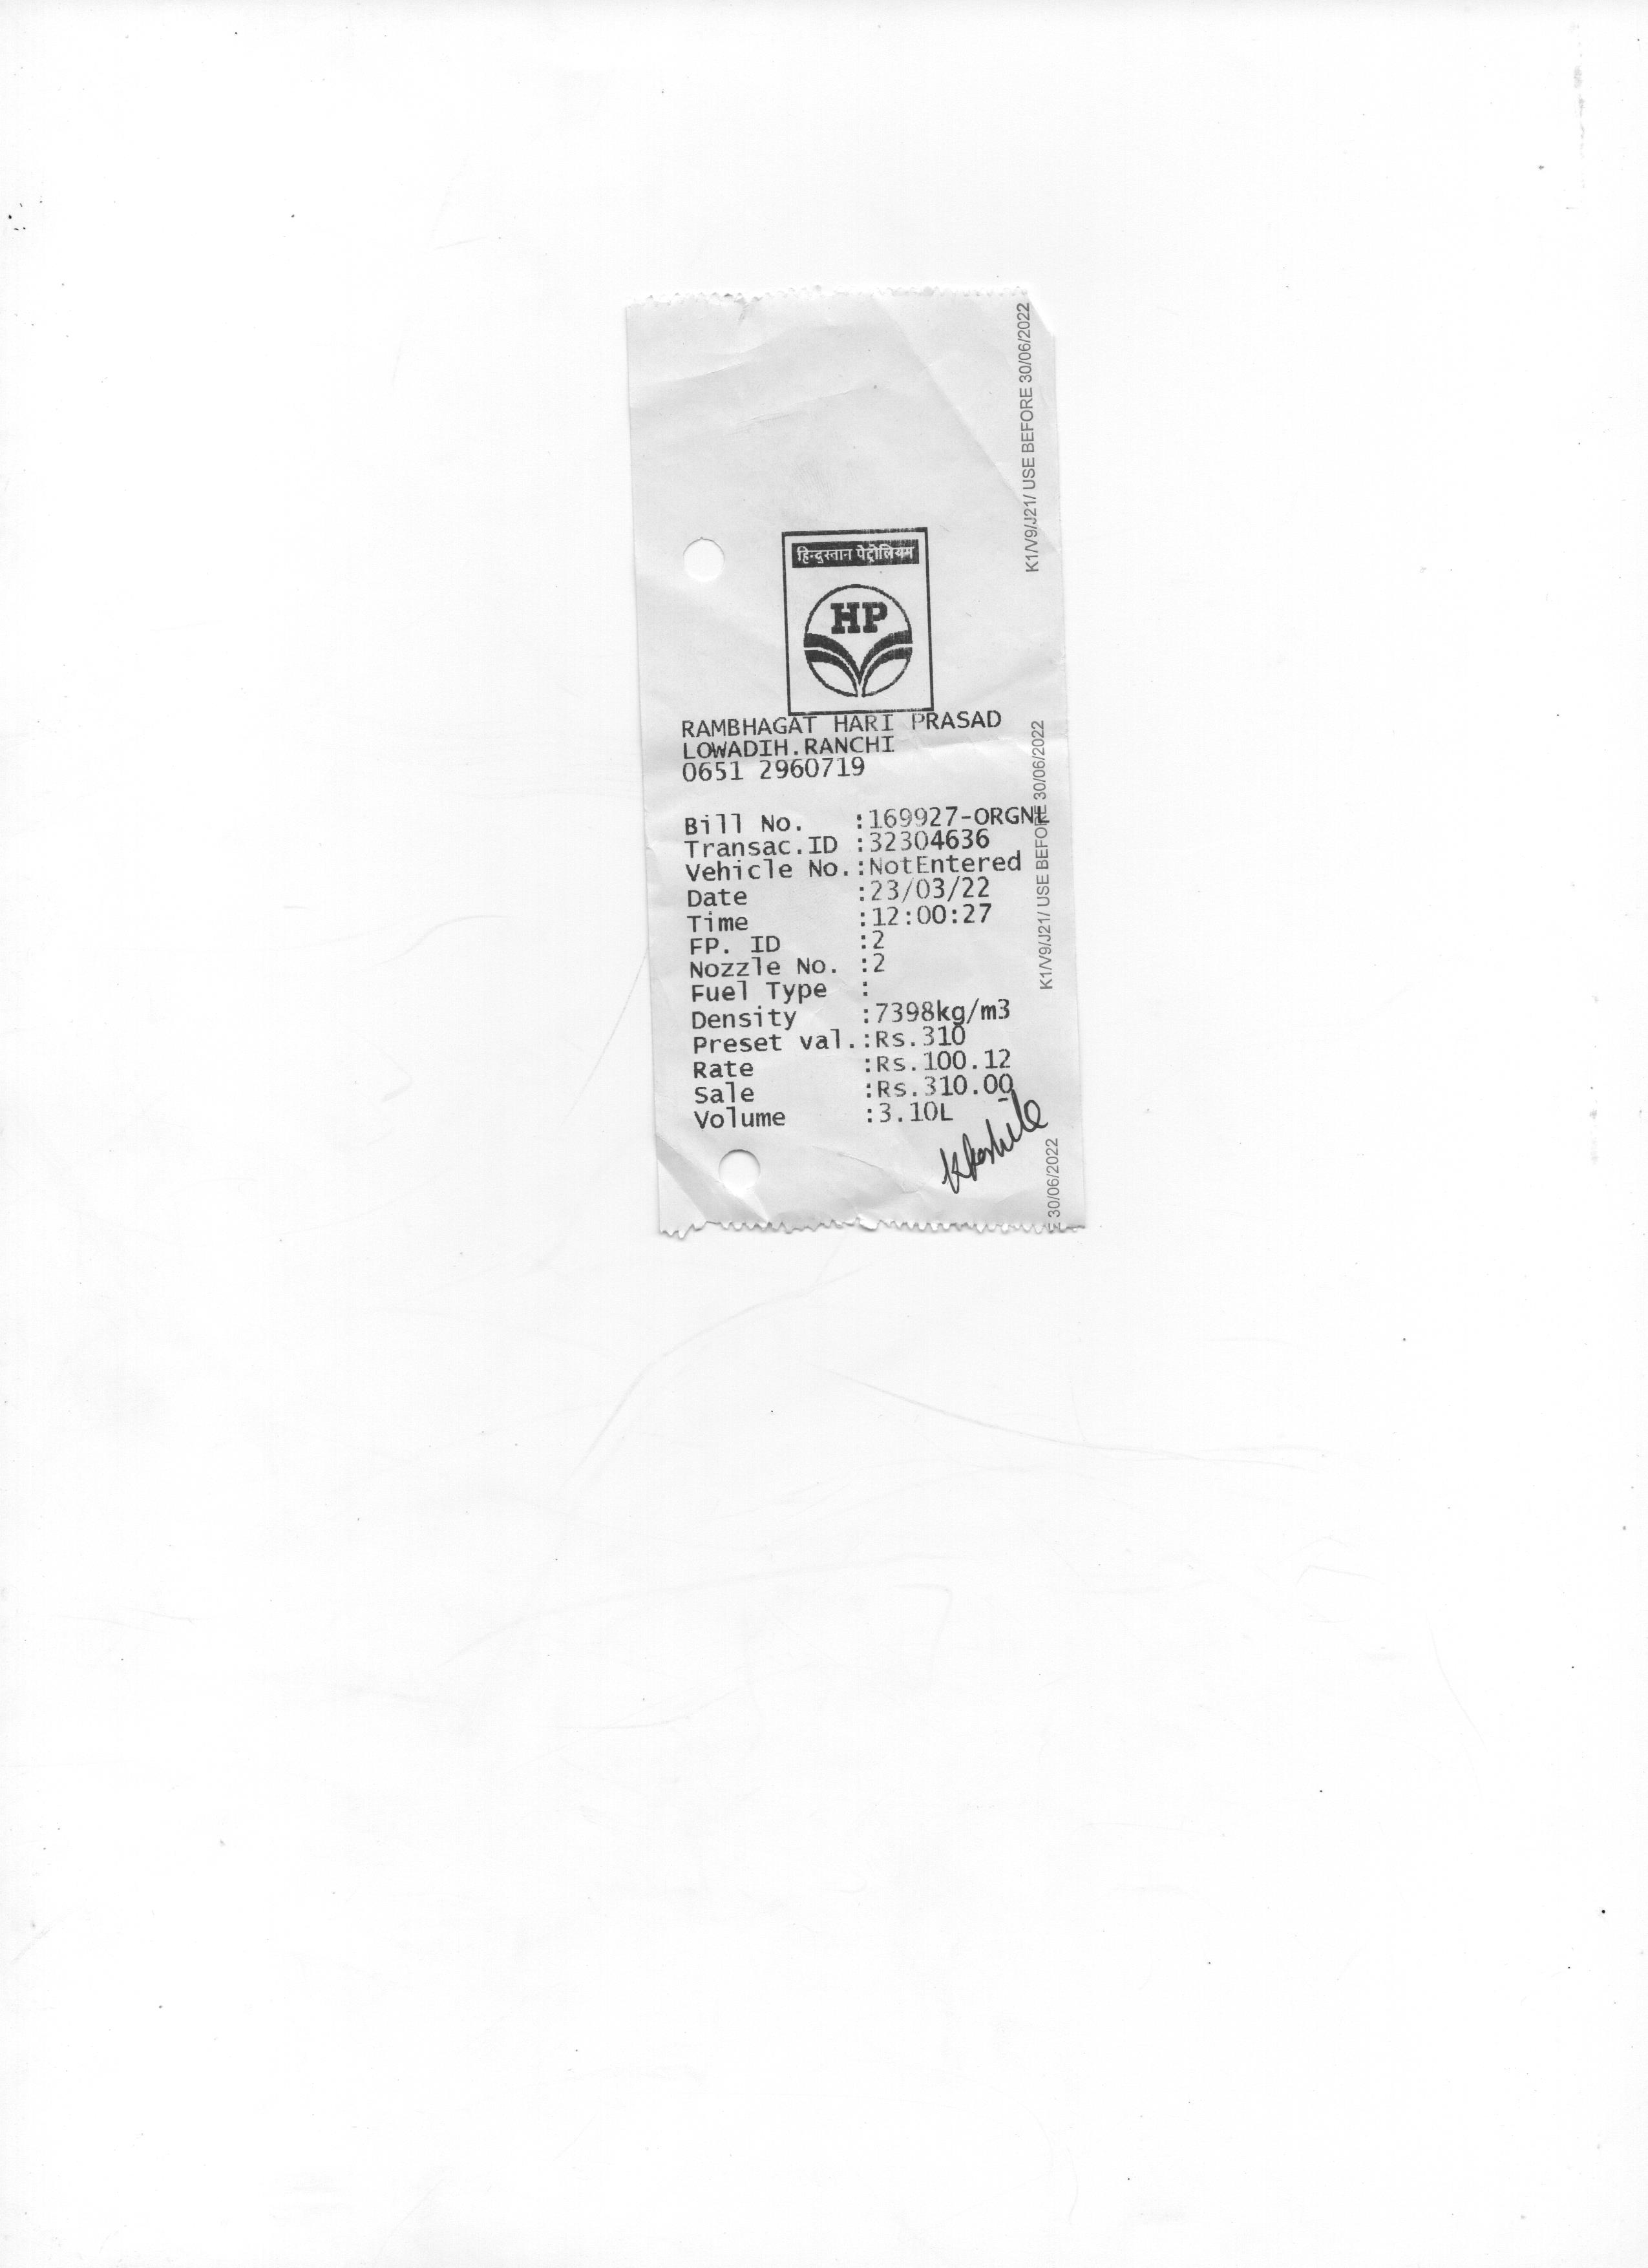 हिन्दुस्तान पेट्रोलियम
HP
RAMBHAGAT HARI PRASAD
LOWADIH.RANCHI
0651 2960719
Bill No. :169927-ORGNL
Transac.ID :32304636
Vehicle No.:NotEntered
Date :23/03/22
Time :12:00:27
FP. ID :2
Nozzle No. :2
Fuel Type :
Density :7398kg/m3
Preset val.:Rs.310
Rate :Rs.100.12
Sale :Rs.310.00
Volume :3.10L
K1/V9/J21/ USE BEFORE 30/06/2022
K1/V9/J21/ USE BEFORE 30/06/2022
E 30/06/2022